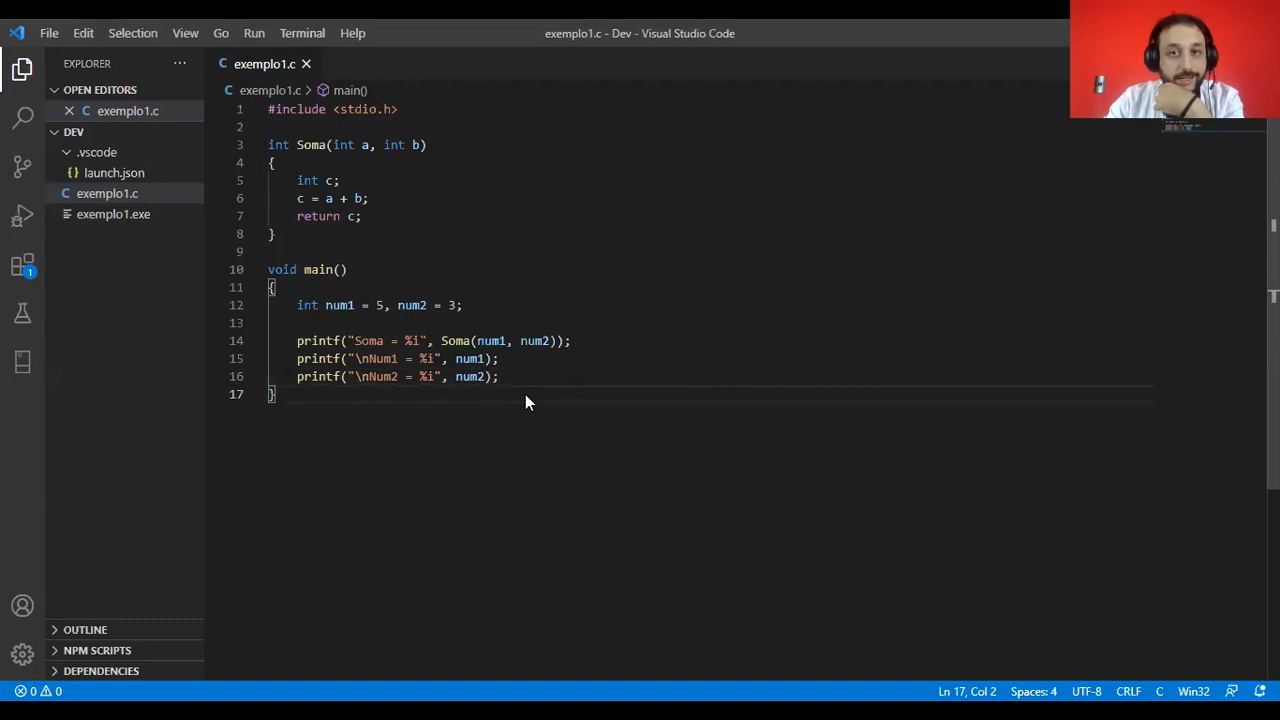 File Edit Selection View Go Run Terminal Help
exemplo1.c - Dev - Visual Studio Code
EXPLORER ...
exemplo1.c
OPEN EDITORS
exemplo1.c > main()
exemplo1.c
DEV
.vscode
launch.json
exemplo1.c
exemplo1.exe
1 #include <stdio.h>
2
3 int Soma(int a, int b)
4 {
5 int c;
6 c = a + b;
7 return c;
8 }
9
10 void main()
11 {
12 int num1 = 5, num2 = 3;
13
14 printf("Soma = %i", Soma(num1, num2));
15 printf("\nNum1 = %i", num1);
16 printf("\nNum2 = %i", num2);
17 }
1
OUTLINE
NPM SCRIPTS
DEPENDENCIES
0 0 Ln 17, Col 2 Spaces: 4 UTF-8 CRLF C Win32